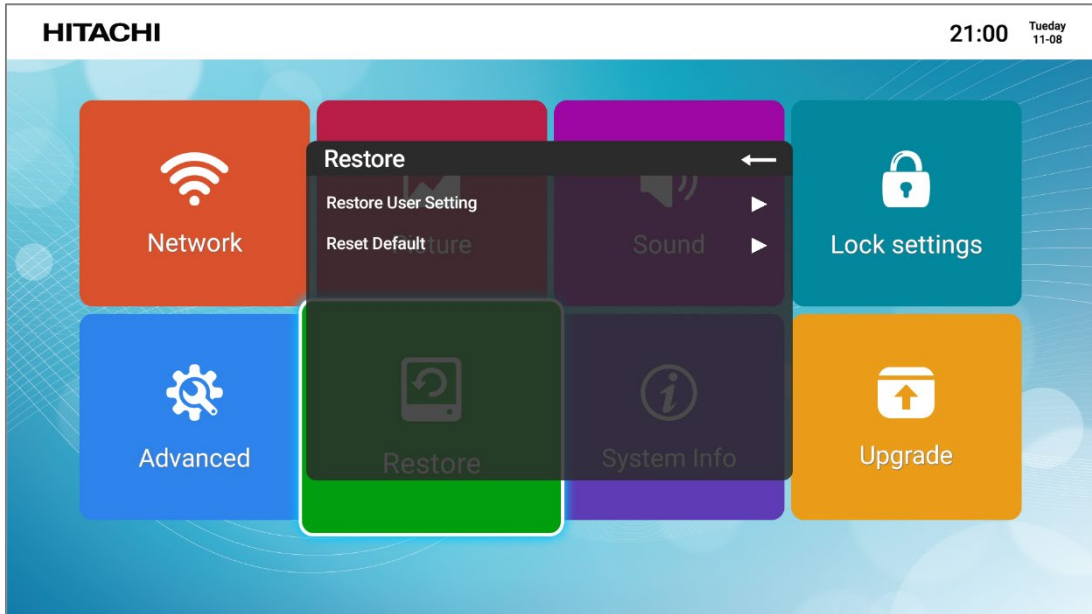 HITACHI
21:00
Tueday
11-08
Restore
Restore User Setting
Reset Default
Network
Picture
Sound
Lock settings
Advanced
Restore
System Info
Upgrade